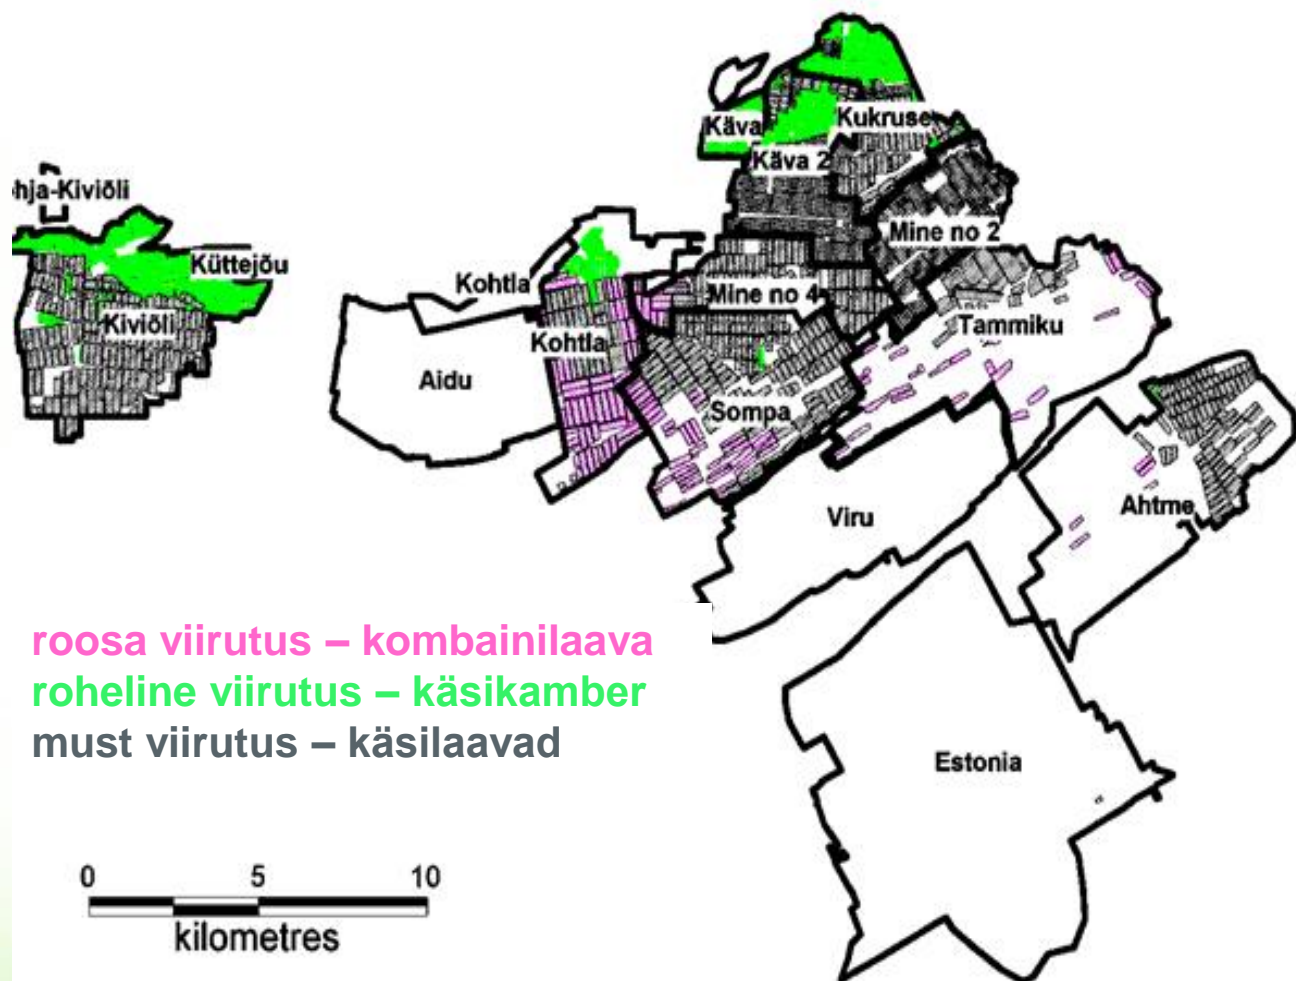 Käva
Kukruse
Käva 2
hja-Kiviõli
Mine no 2
Küttejõu
Kohtla
Mine no 4
Kiviõli
Tammiku
Kohtla
Aidu
Sompa
Ahtme
Viru
roosa viirutus – kombainilaava
roheline viirutus – käsikamber
must viirutus – käsilaavad
Estonia
0 5 10
kilometres